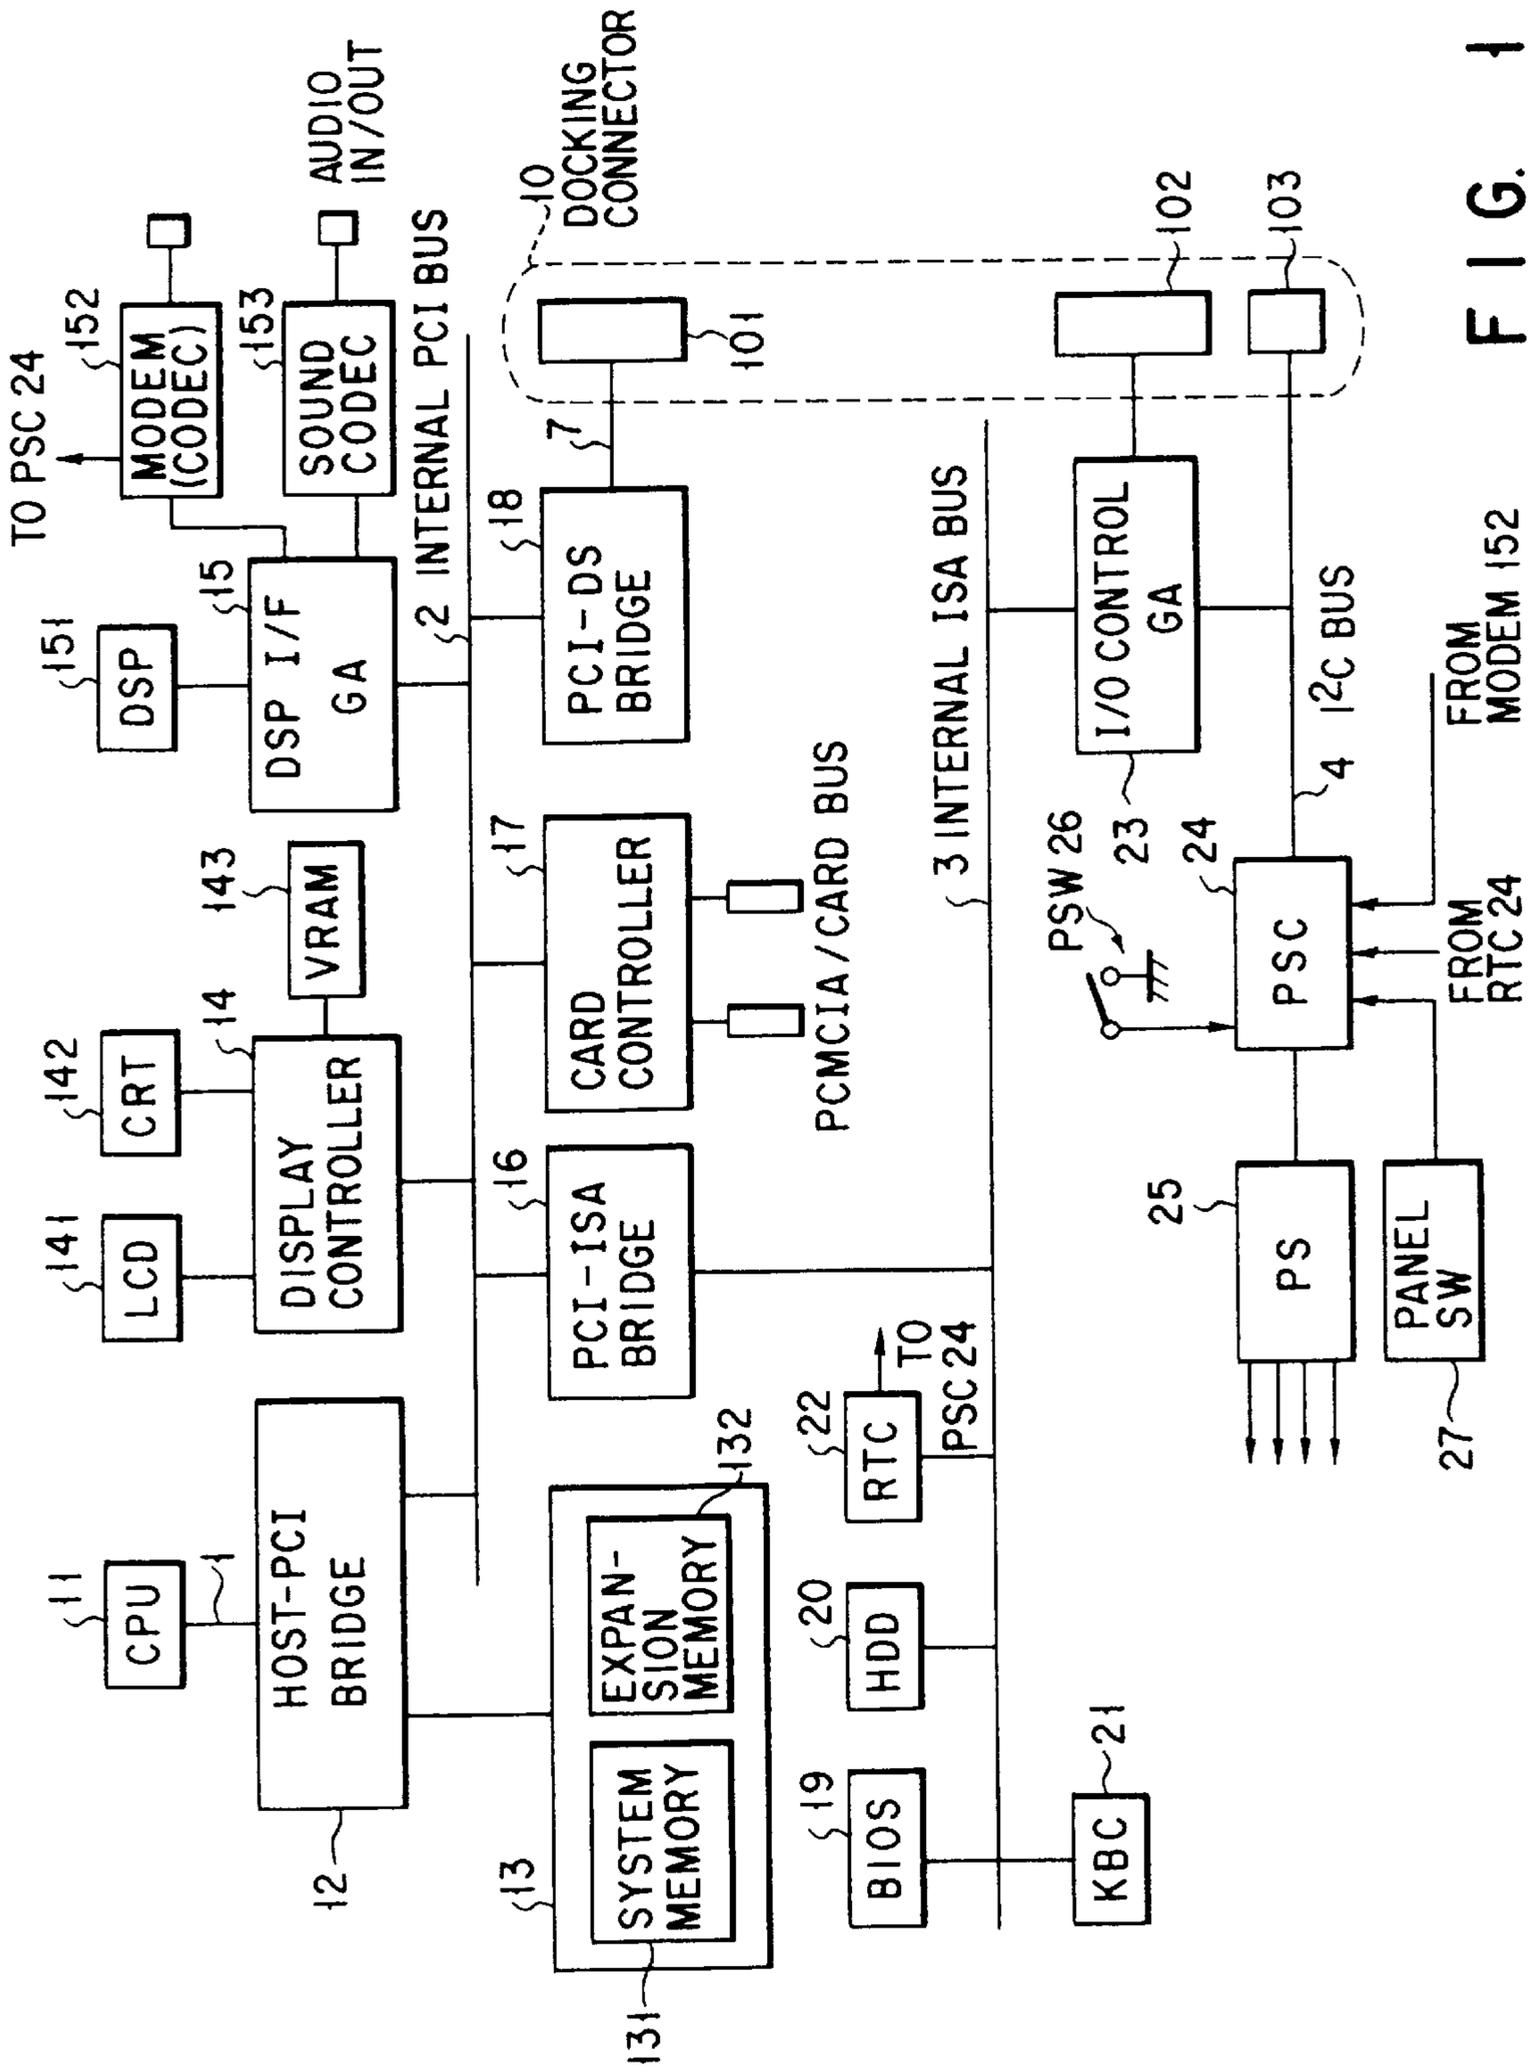 TO PSC 24
11
CPU
1
141
LCD
142
CRT
151
DSP
152
MODEM
(CODEC)
12
HOST-PCI
BRIDGE
14
DISPLAY
CONTROLLER
143
VRAM
15
DSP I/F
GA
153
SOUND
CODEC
AUDIO
IN/OUT
2 INTERNAL PCI BUS
13
131
SYSTEM
MEMORY
132
EXPAN-
SION
MEMORY
16
PCI-ISA
BRIDGE
17
CARD
CONTROLLER
PCMCIA/CARD BUS
18
PCI-DS
BRIDGE
7
101
10
DOCKING
CONNECTOR
19
BIOS
20
HDD
22
RTC
TO
PSC24
3 INTERNAL ISA BUS
21
KBC
PSW 26
23
I/O CONTROL
GA
102
103
25
PS
24
PSC
4
I2C BUS
27
PANEL
SW
FROM
RTC 24
FROM
MODEM 152
FIG. 1